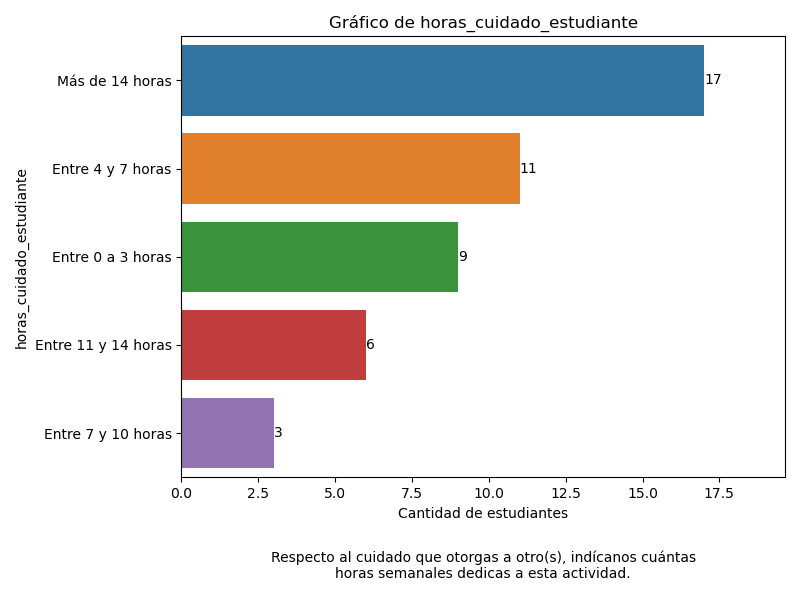 Gráfico de horas_cuidado_estudiante
horas_cuidado_estudiante
Más de 14 horas
17
Entre 4 y 7 horas
11
Entre 0 a 3 horas
9
Entre 11 y 14 horas
6
Entre 7 y 10 horas
3
0.0 2.5 5.0 7.5 10.0 12.5 15.0 17.5
Cantidad de estudiantes
Respecto al cuidado que otorgas a otro(s), indícanos cuántas
horas semanales dedicas a esta actividad.